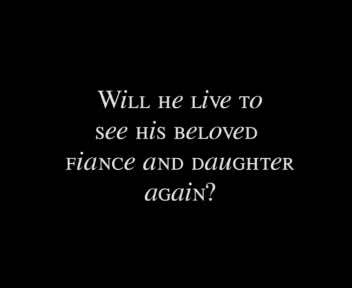 Will he live to
see his beloved
fiance and daughter
again?